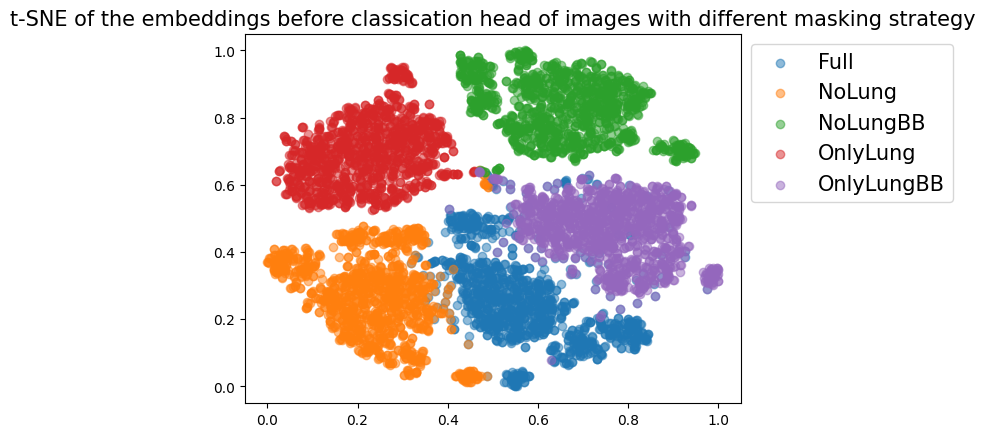 t-SNE of the embeddings before classication head of images with different masking strategy
1.0
0.8
0.6
0.4
0.2
0.0
0.0 0.2 0.4 0.6 0.8 1.0
Full
NoLung
NoLungBB
OnlyLung
OnlyLungBB